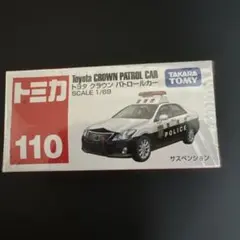 トミカ
110
Toyota CROWN PATROL CAR
トヨタ クラウン パトロールカー
SCALE 1/69
TAKARA
TOMY
POLICE
サスペンション